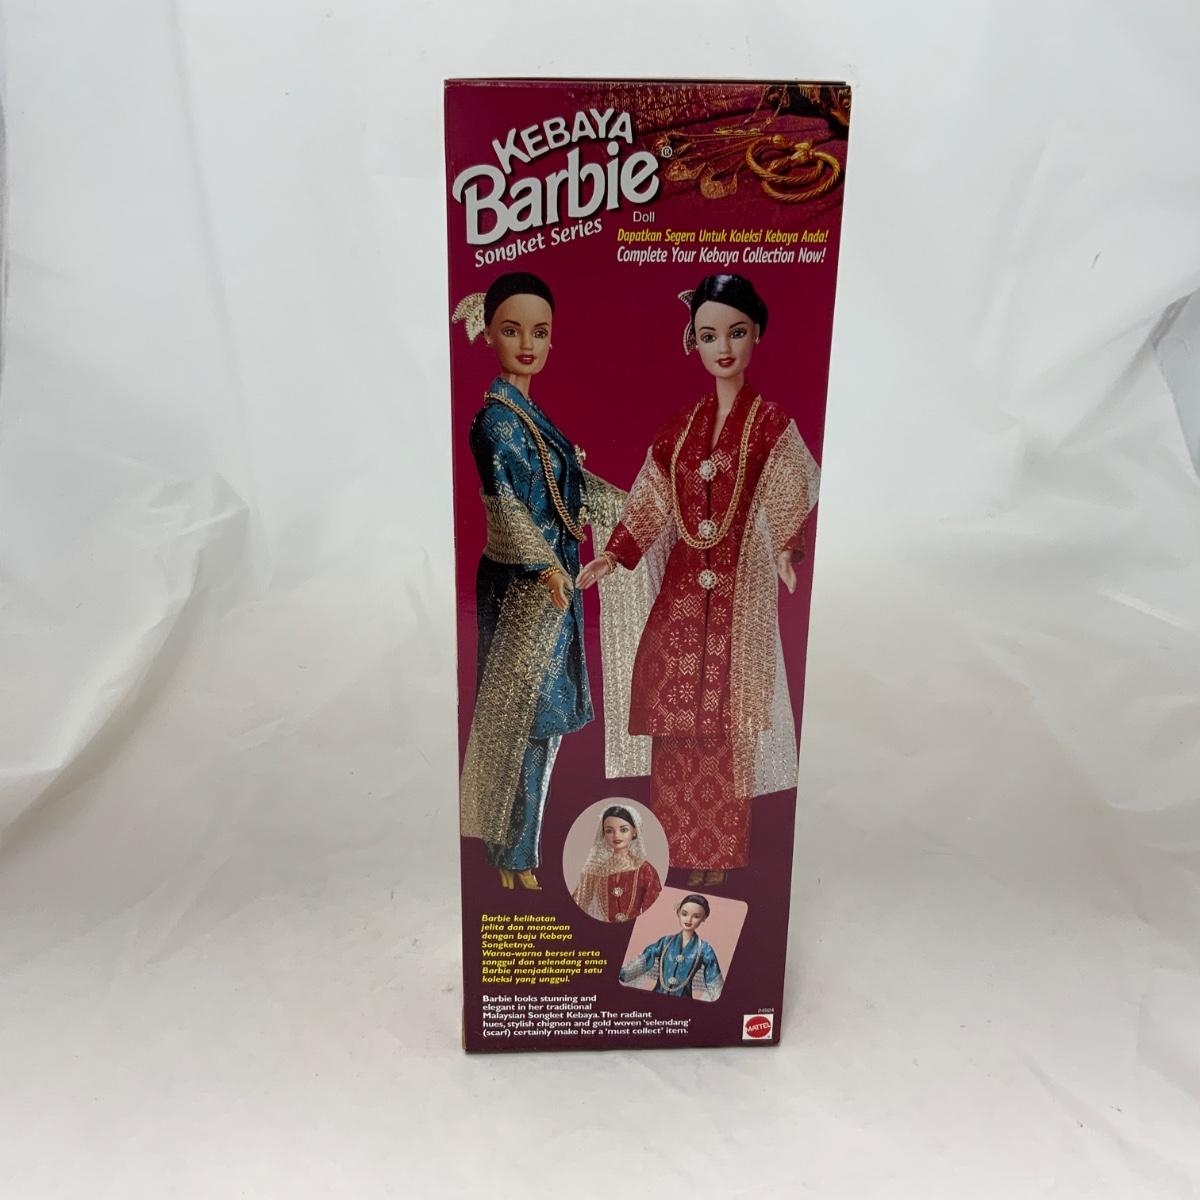 KEBAYA
Barbie®
Doll
Songket Series
Dapatkan Segera Untuk Koleksi Kebaya Anda!
Complete Your Kebaya Collection Now!
Barbie kelihatan
jelita dan menawan
dengan baju Kebaya
Songketnya.
Warna-warna berseri serta
sanggul dan selendang emas
Barbie menjadikannya satu
koleksi yang unggul.
Barbie looks stunning and
elegant in her traditional
Malaysian Songket Kebaya. The radiant
hues, stylish chignon and gold woven 'selendang'
(scarf) certainly make her a 'must collect' item.
MATTEL